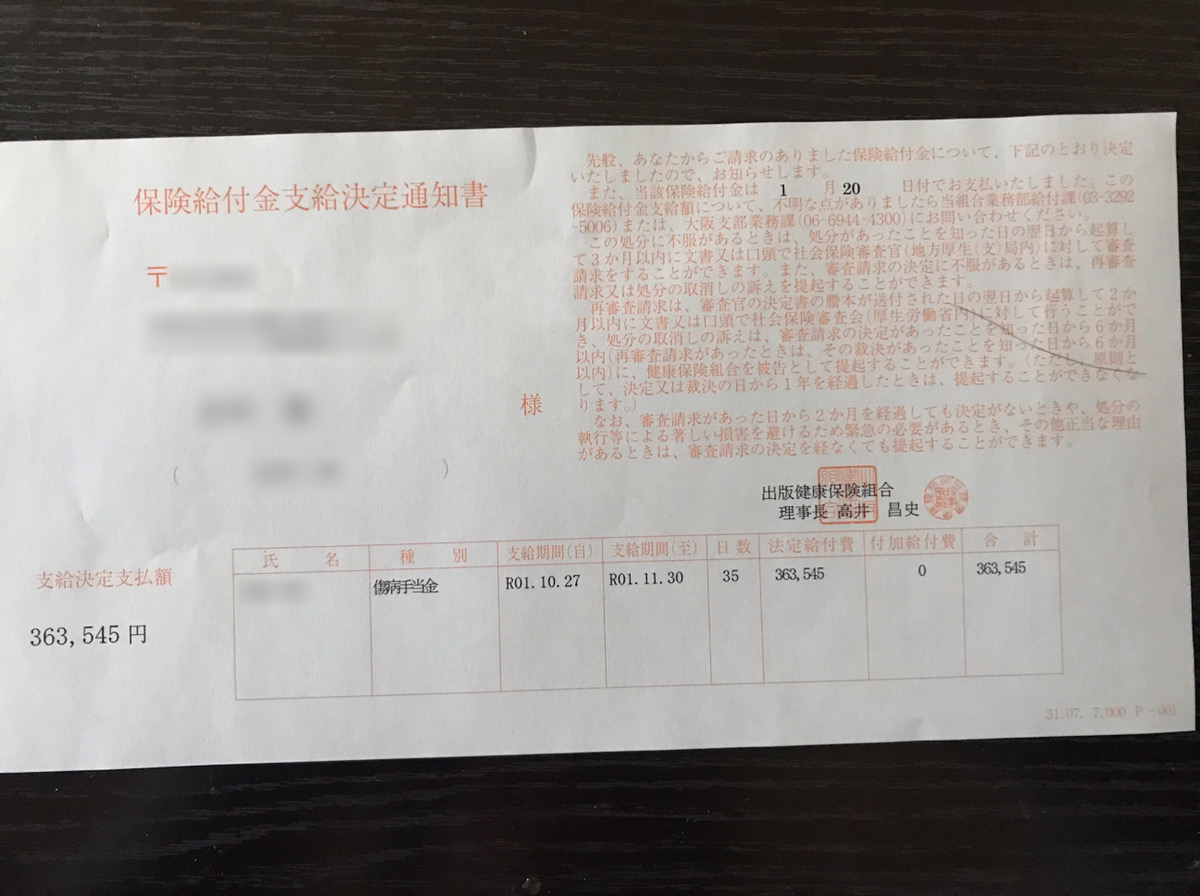 保険給付金支給決定通知書
〒
様
(　　　)
先般、あなたからご請求のありました保険給付金について、下記のとおり決定
いたしましたので、お知らせします。
また、当該保険給付金は 1 月 20 日付でお支払いたしました。この
保険給付金支給額について、不明な点がありましたら当組合業務部給付課(03-3292
-5006)または、大阪支部業務課(06-6944-4300)にお問い合わせください。
この処分に不服があるときは、処分があったことを知った日の翌日から起算し
て3か月以内に文書又は口頭で社会保険審査官(地方厚生(支)局内)に対して審査
請求をすることができます。また、審査請求の決定に不服があるときは、再審査
請求又は処分の取消しの訴えを提起することができます。
再審査請求は、審査官の決定書の謄本が送付された日の翌日から起算して2か
月以内に文書又は口頭で社会保険審査会(厚生労働省内)に対して行うことがで
き、処分の取消しの訴えは、審査請求の決定があったことを知った日から6か月
以内(再審査請求があったときは、その裁決があったことを知った日から6か月
以内)に、健康保険組合を被告として提起することができます。(ただし、原則と
して、決定又は裁決の日から1年を経過したときは、提起することができなくな
ります。)
なお、審査請求があった日から2か月を経過しても決定がないときや、処分の
執行等による著しい損害を避けるため緊急の必要があるとき、その他正当な理由
があるときは、審査請求の決定を経なくても提起することができます。
出版健康保険組合
理事長 高井 昌史
支給決定支払額
363,545 円
氏 名 種 別 支給期間(自) 支給期間(至) 日数 法定給付費 付加給付費 合 計
傷病手当金 R01.10.27 R01.11.30 35 363,545 0 363,545
31.07. 7.000 P-001